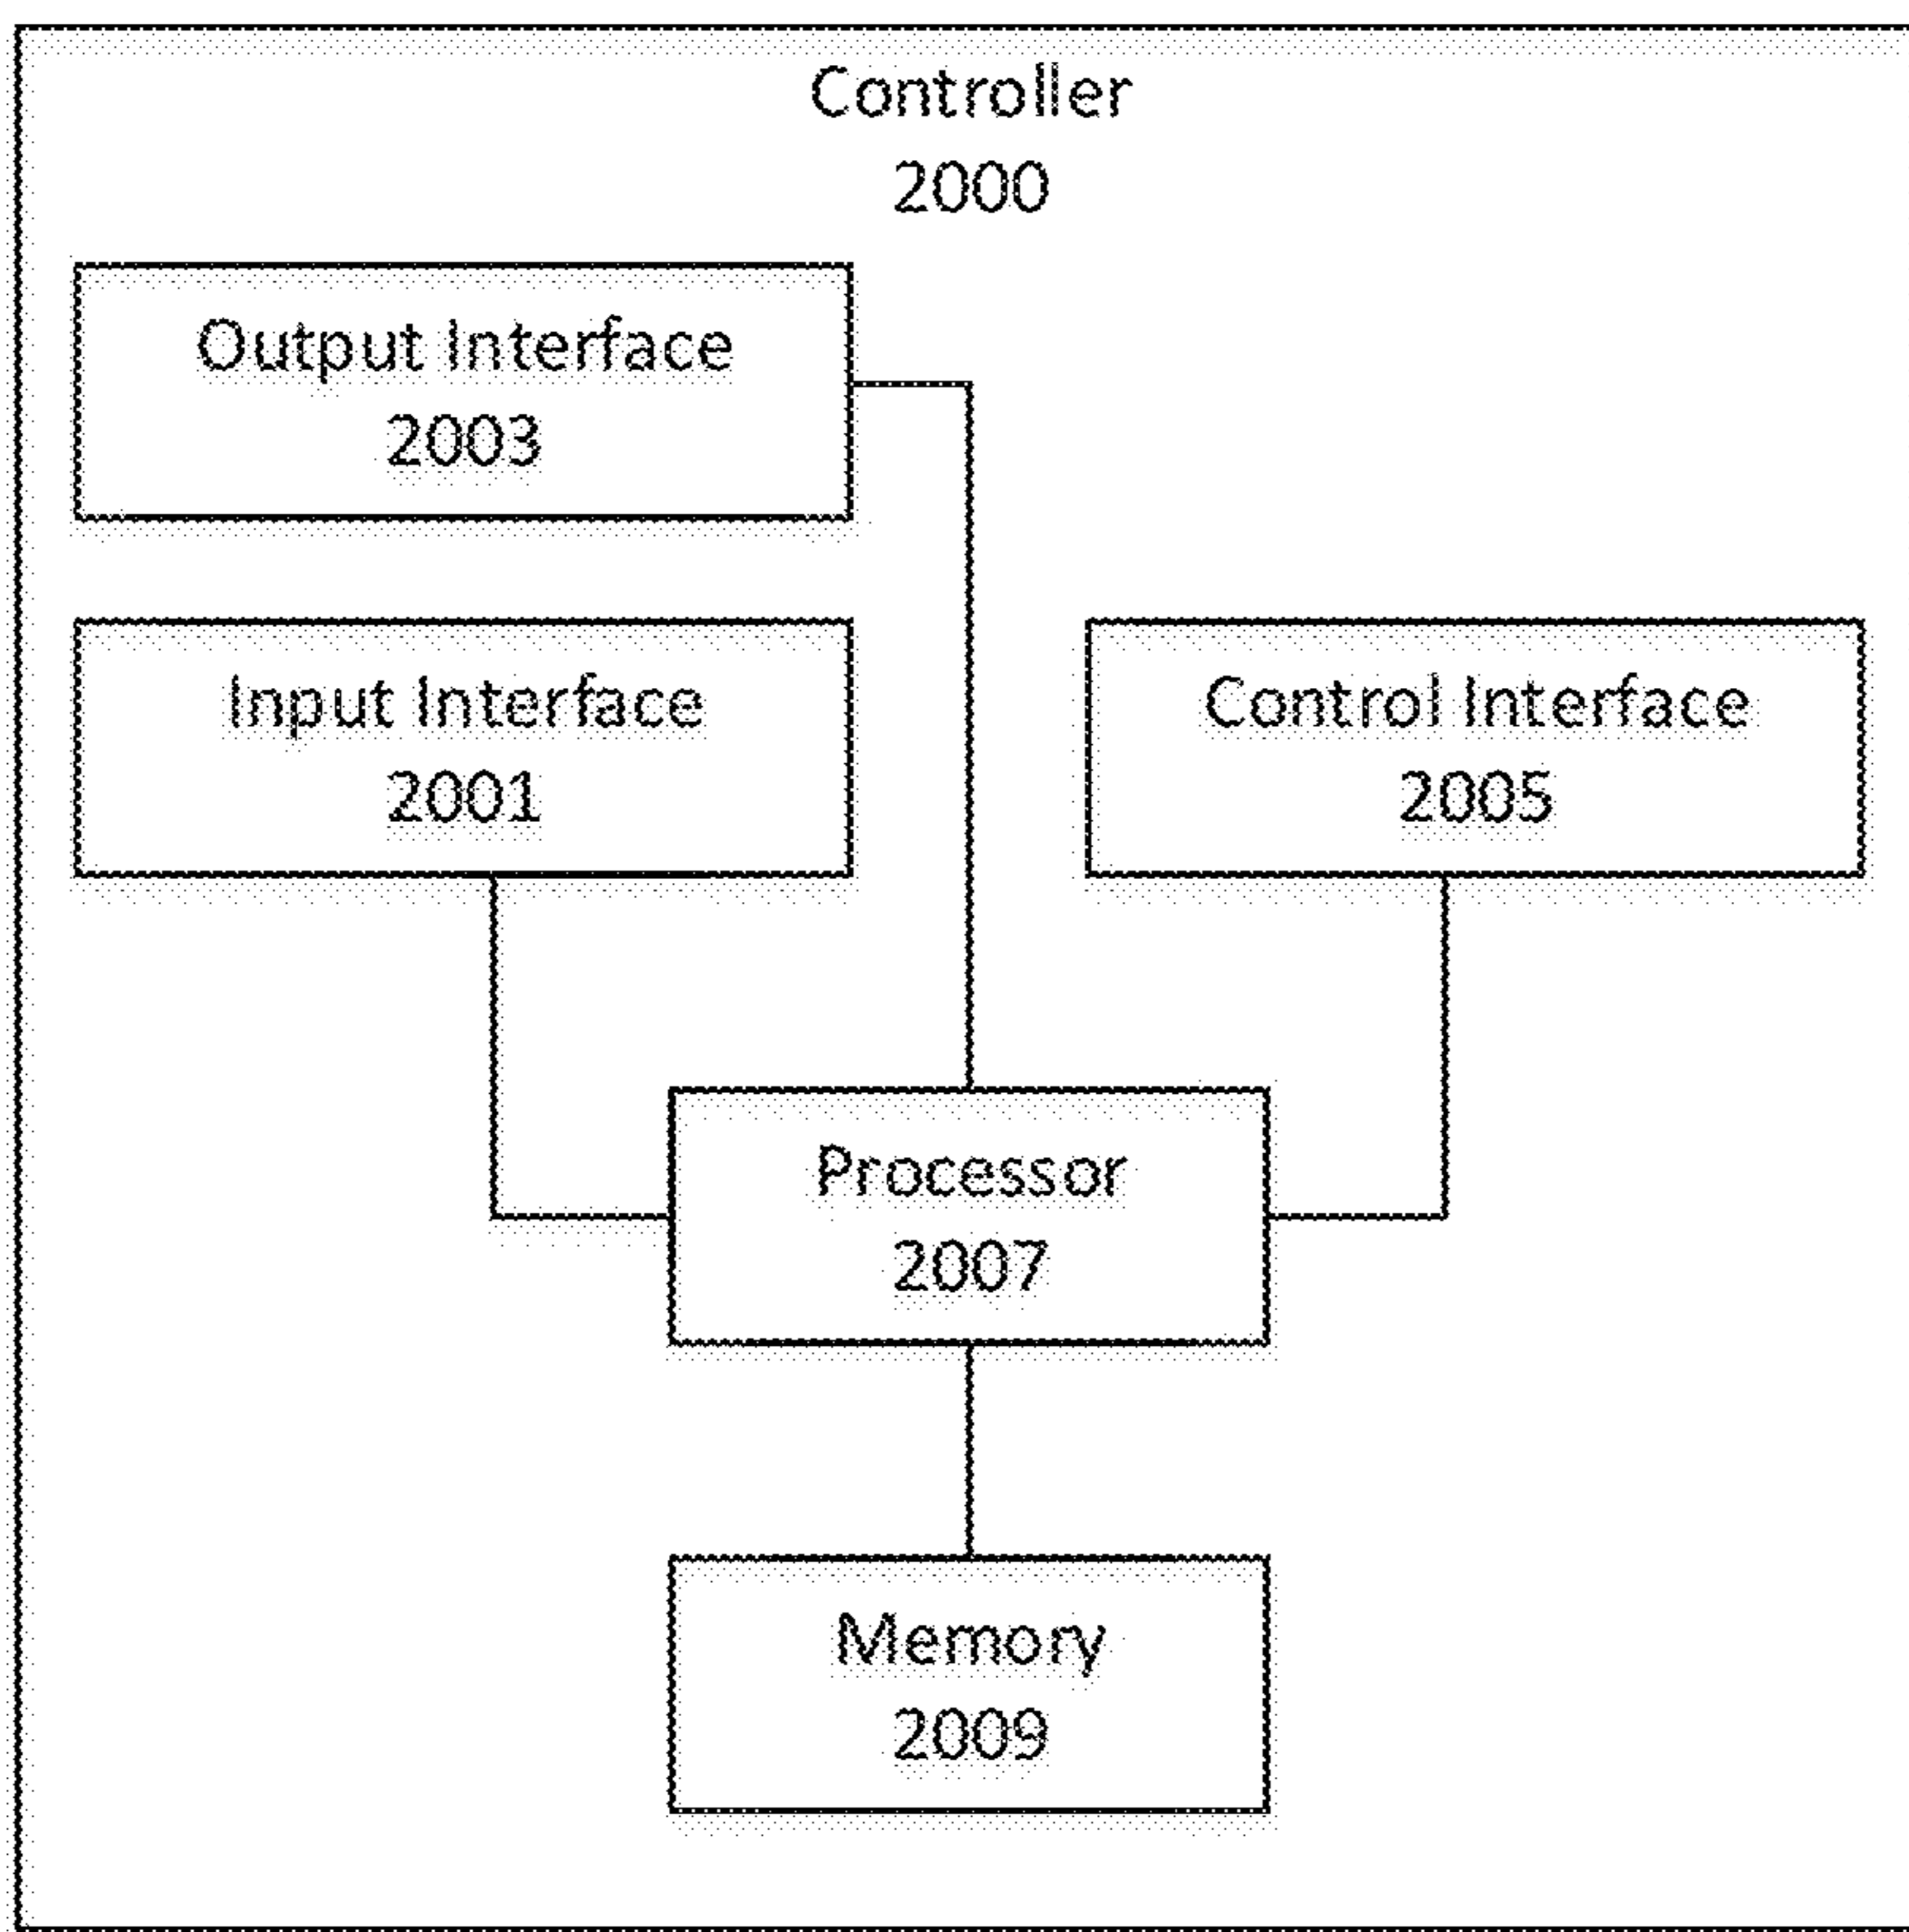 Controller
2000
Output Interface
2003
Input Interface
2001
Control Interface
2005
Processor
2007
Memory
2009